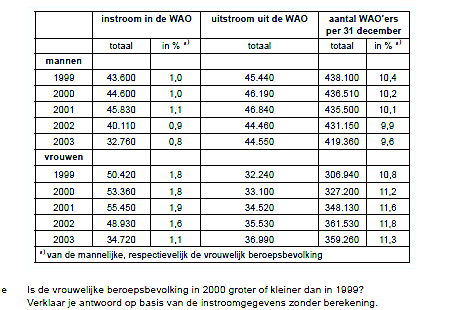 instroom in de WAO uitstroom uit de WAO aantal WAO'ers per 31 december
totaal in % *) totaal totaal in % *)
mannen
1999 43.600 1,0 45.440 438.100 10,4
2000 44.600 1,0 46.190 436.510 10,2
2001 45.830 1,1 46.840 435.500 10,1
2002 40.110 0,9 44.460 431.150 9,9
2003 32.760 0,8 44.550 419.360 9,6
vrouwen
1999 50.420 1,8 32.240 306.940 10,8
2000 53.360 1,8 33.100 327.200 11,2
2001 55.450 1,9 34.520 348.130 11,6
2002 48.930 1,6 35.530 361.530 11,8
2003 34.720 1,1 36.990 359.260 11,3
*) van de mannelijke, respectievelijk de vrouwelijk beroepsbevolking
e Is de vrouwelijke beroepsbevolking in 2000 groter of kleiner dan in 1999?
Verklaar je antwoord op basis van de instroomgegevens zonder berekening.